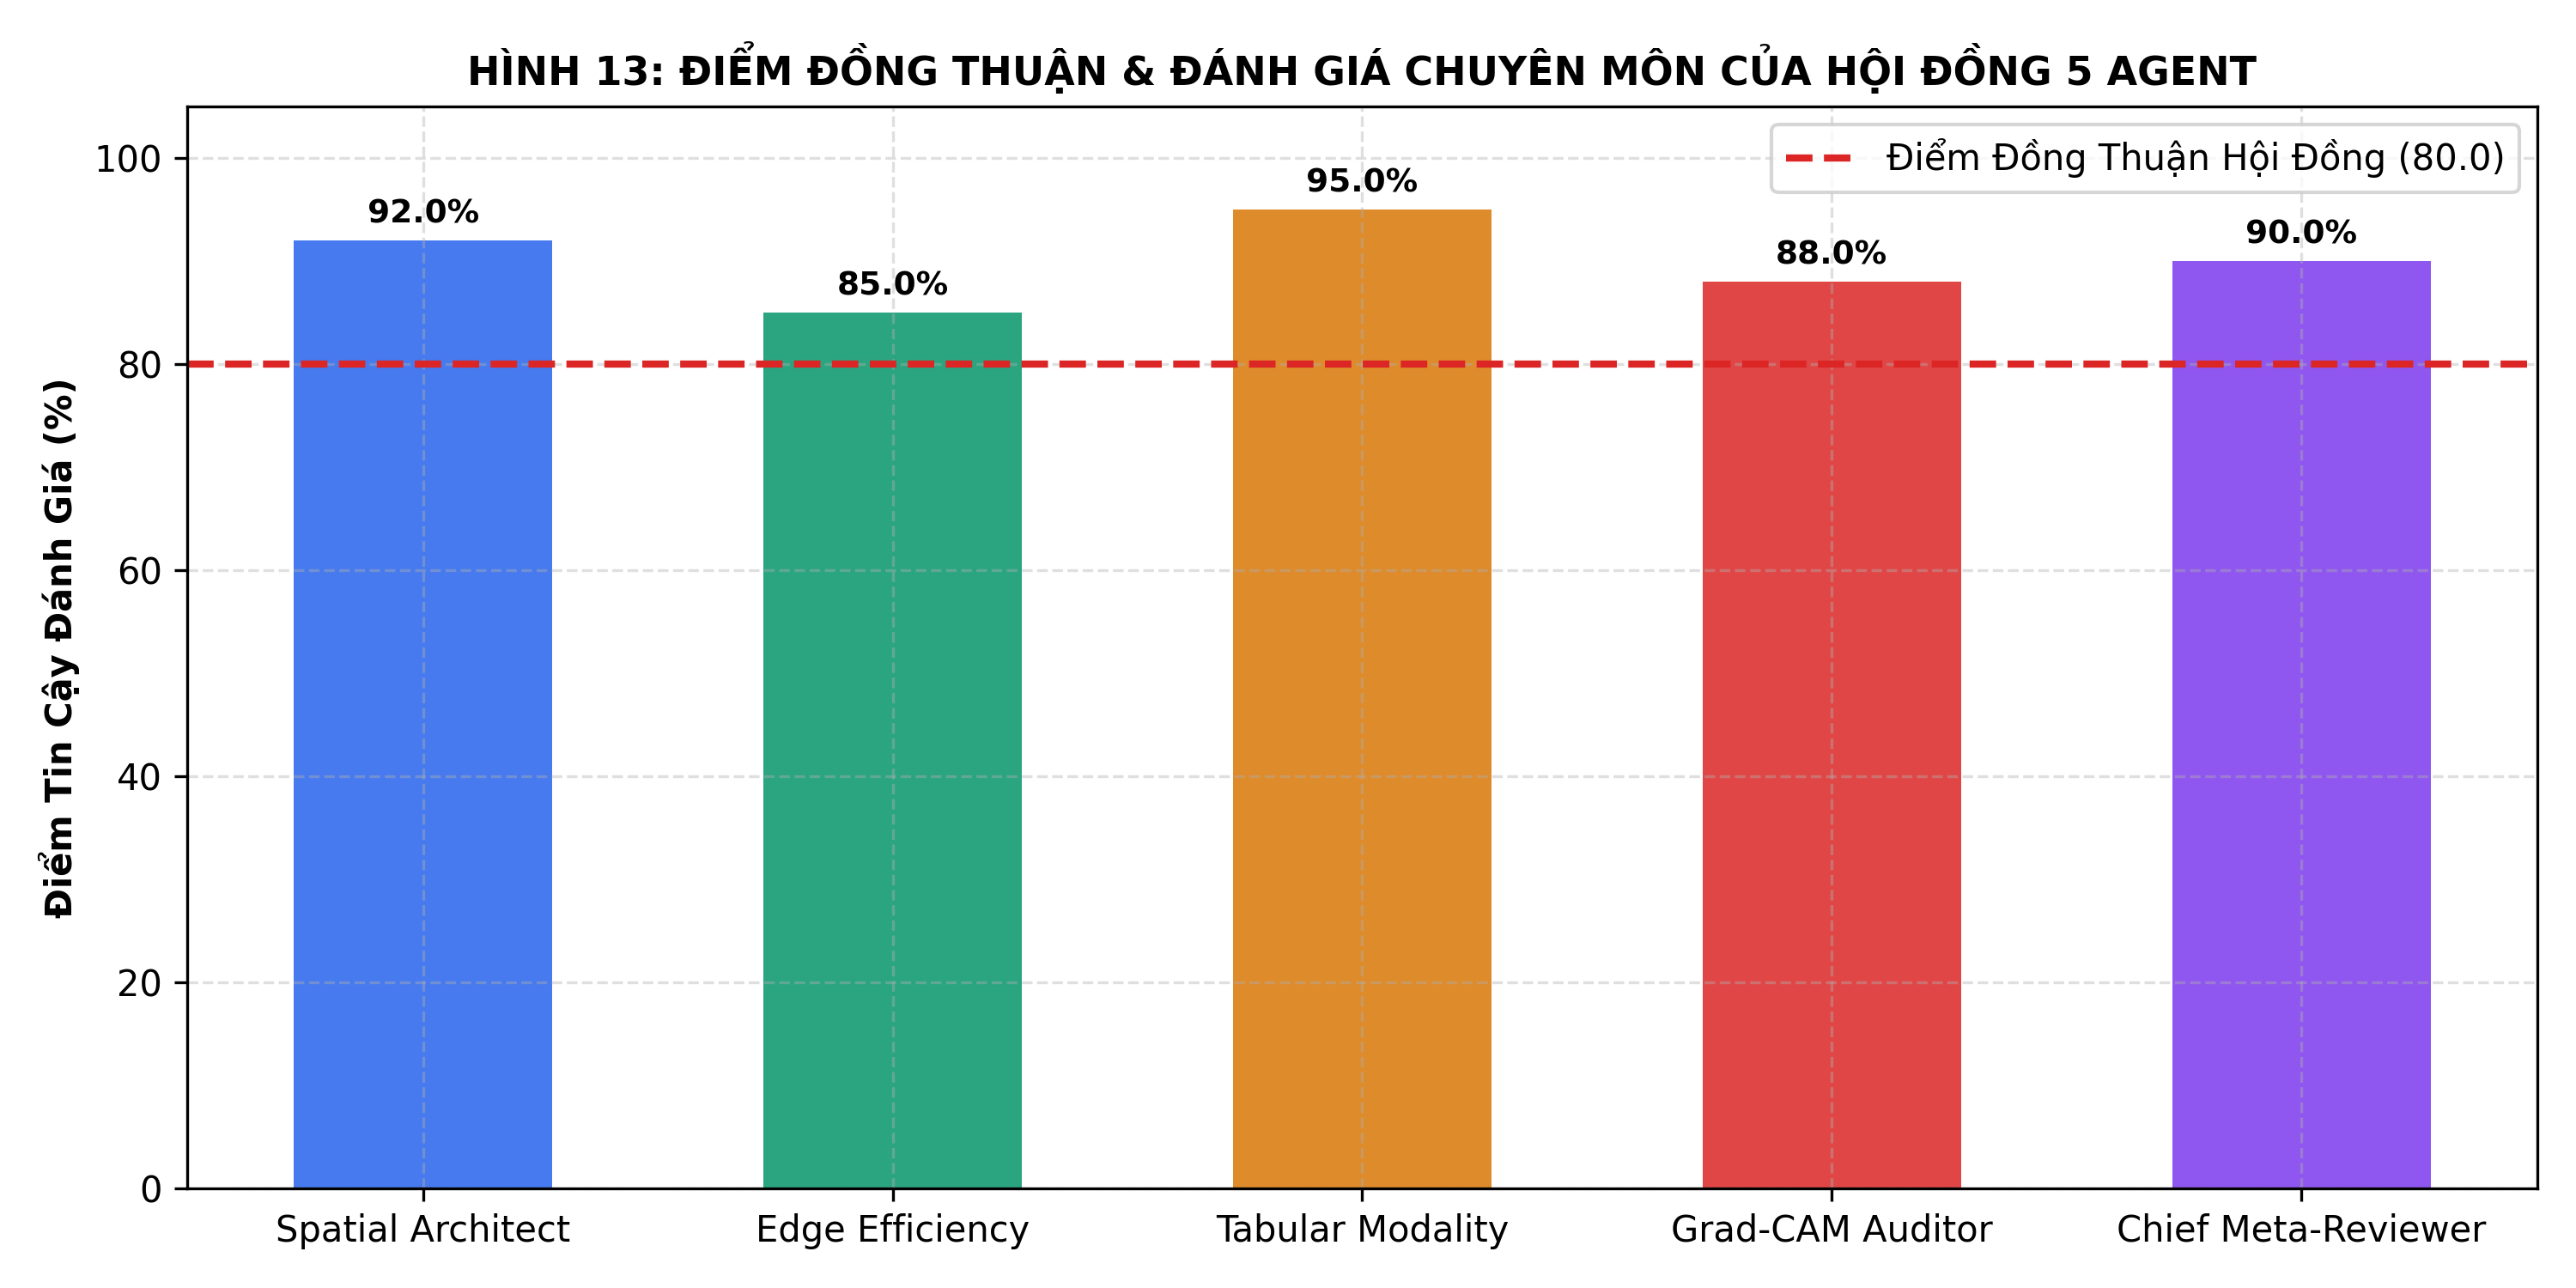 HÌNH 13: ĐIỂM ĐỒNG THUẬN & ĐÁNH GIÁ CHUYÊN MÔN CỦA HỘI ĐỒNG 5 AGENT
Điểm Đồng Thuận Hội Đồng (80.0)
Điểm Tin Cậy Đánh Giá (%)
100
80
60
40
20
0
92.0%
85.0%
95.0%
88.0%
90.0%
Spatial Architect
Edge Efficiency
Tabular Modality
Grad-CAM Auditor
Chief Meta-Reviewer